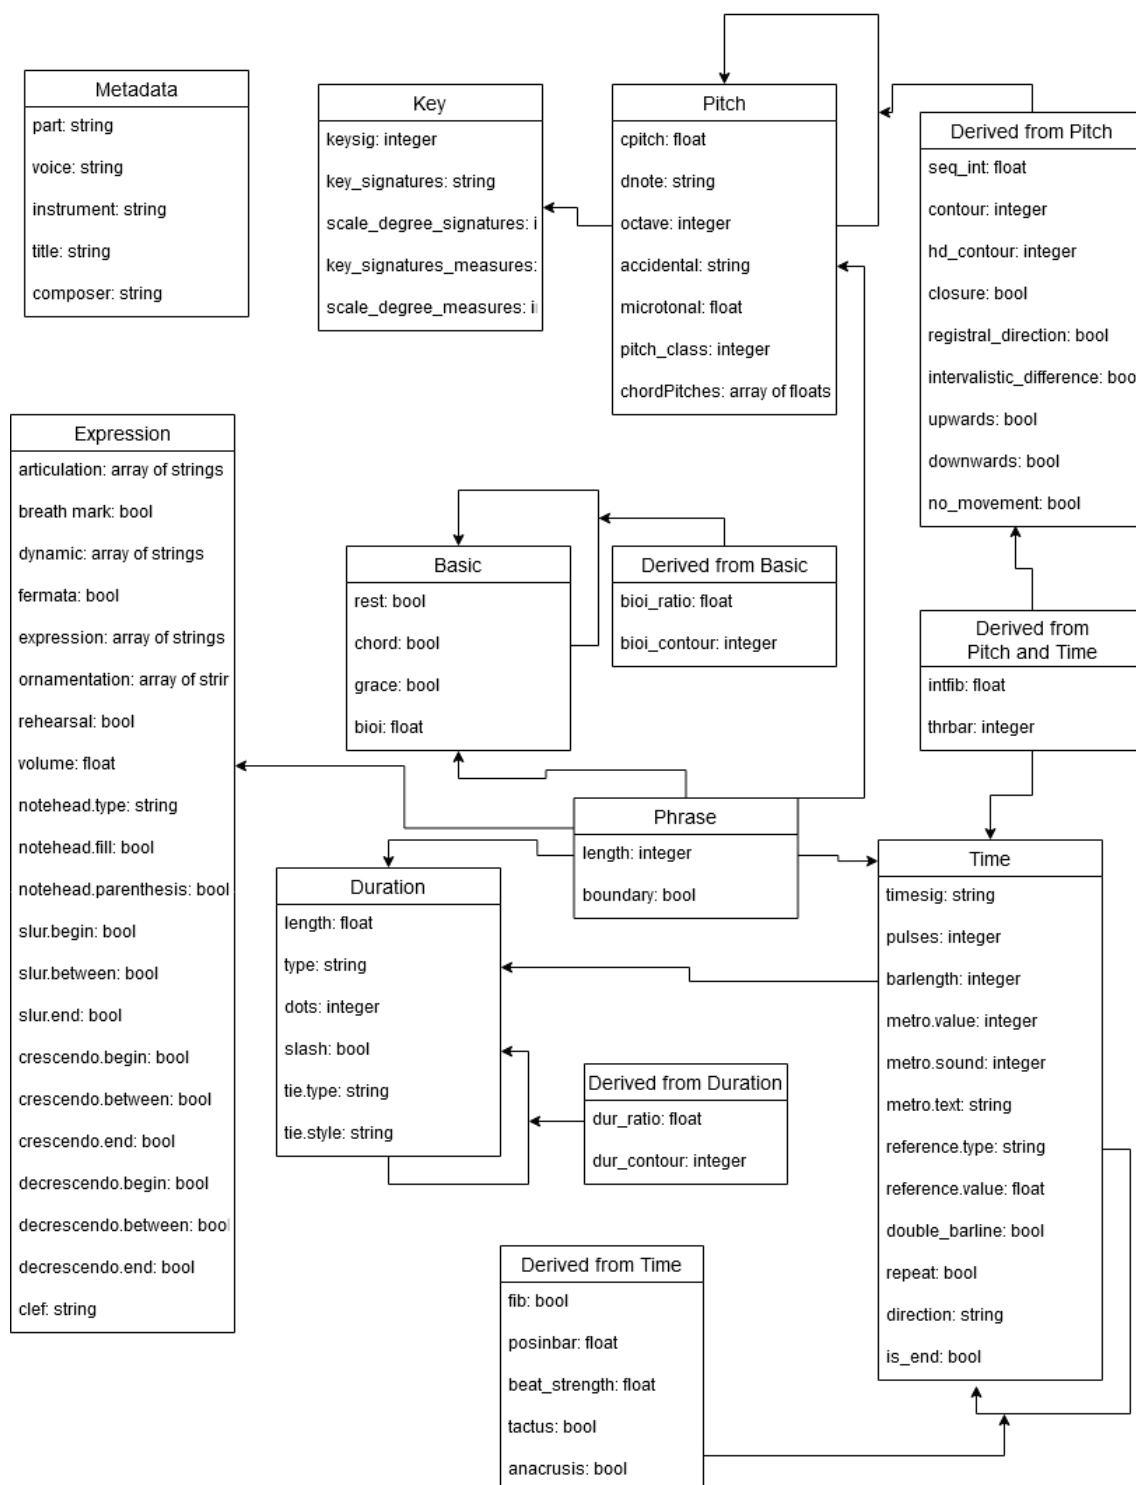 Metadata
part: string
voice: string
instrument: string
title: string
composer: string
Key
keysig: integer
key_signatures: string
scale_degree_signatures: i
key_signatures_measures:
scale_degree_measures: i
Pitch
cpitch: float
dnote: string
octave: integer
accidental: string
microtonal: float
pitch_class: integer
chordPitches: array of floats
Derived from Pitch
seq_int: float
contour: integer
hd_contour: integer
closure: bool
registral_direction: bool
intervalistic_difference: boo
upwards: bool
downwards: bool
no_movement: bool
Expression
articulation: array of strings
breath mark: bool
dynamic: array of strings
fermata: bool
expression: array of strings
ornamentation: array of strir
rehearsal: bool
volume: float
notehead.type: string
notehead.fill: bool
notehead.parenthesis: bool
slur.begin: bool
slur.between: bool
slur.end: bool
crescendo.begin: bool
crescendo.between: bool
crescendo.end: bool
decrescendo.begin: bool
decrescendo.between: bool
decrescendo.end: bool
clef: string
Basic
rest: bool
chord: bool
grace: bool
bioi: float
Derived from Basic
bioi_ratio: float
bioi_contour: integer
Derived from
Pitch and Time
intfib: float
thrbar: integer
Phrase
length: integer
boundary: bool
Duration
length: float
type: string
dots: integer
slash: bool
tie.type: string
tie.style: string
Derived from Duration
dur_ratio: float
dur_contour: integer
Time
timesig: string
pulses: integer
barlength: integer
metro.value: integer
metro.sound: integer
metro.text: string
reference.type: string
reference.value: float
double_barline: bool
repeat: bool
direction: string
is_end: bool
Derived from Time
fib: bool
posinbar: float
beat_strength: float
tactus: bool
anacrusis: bool